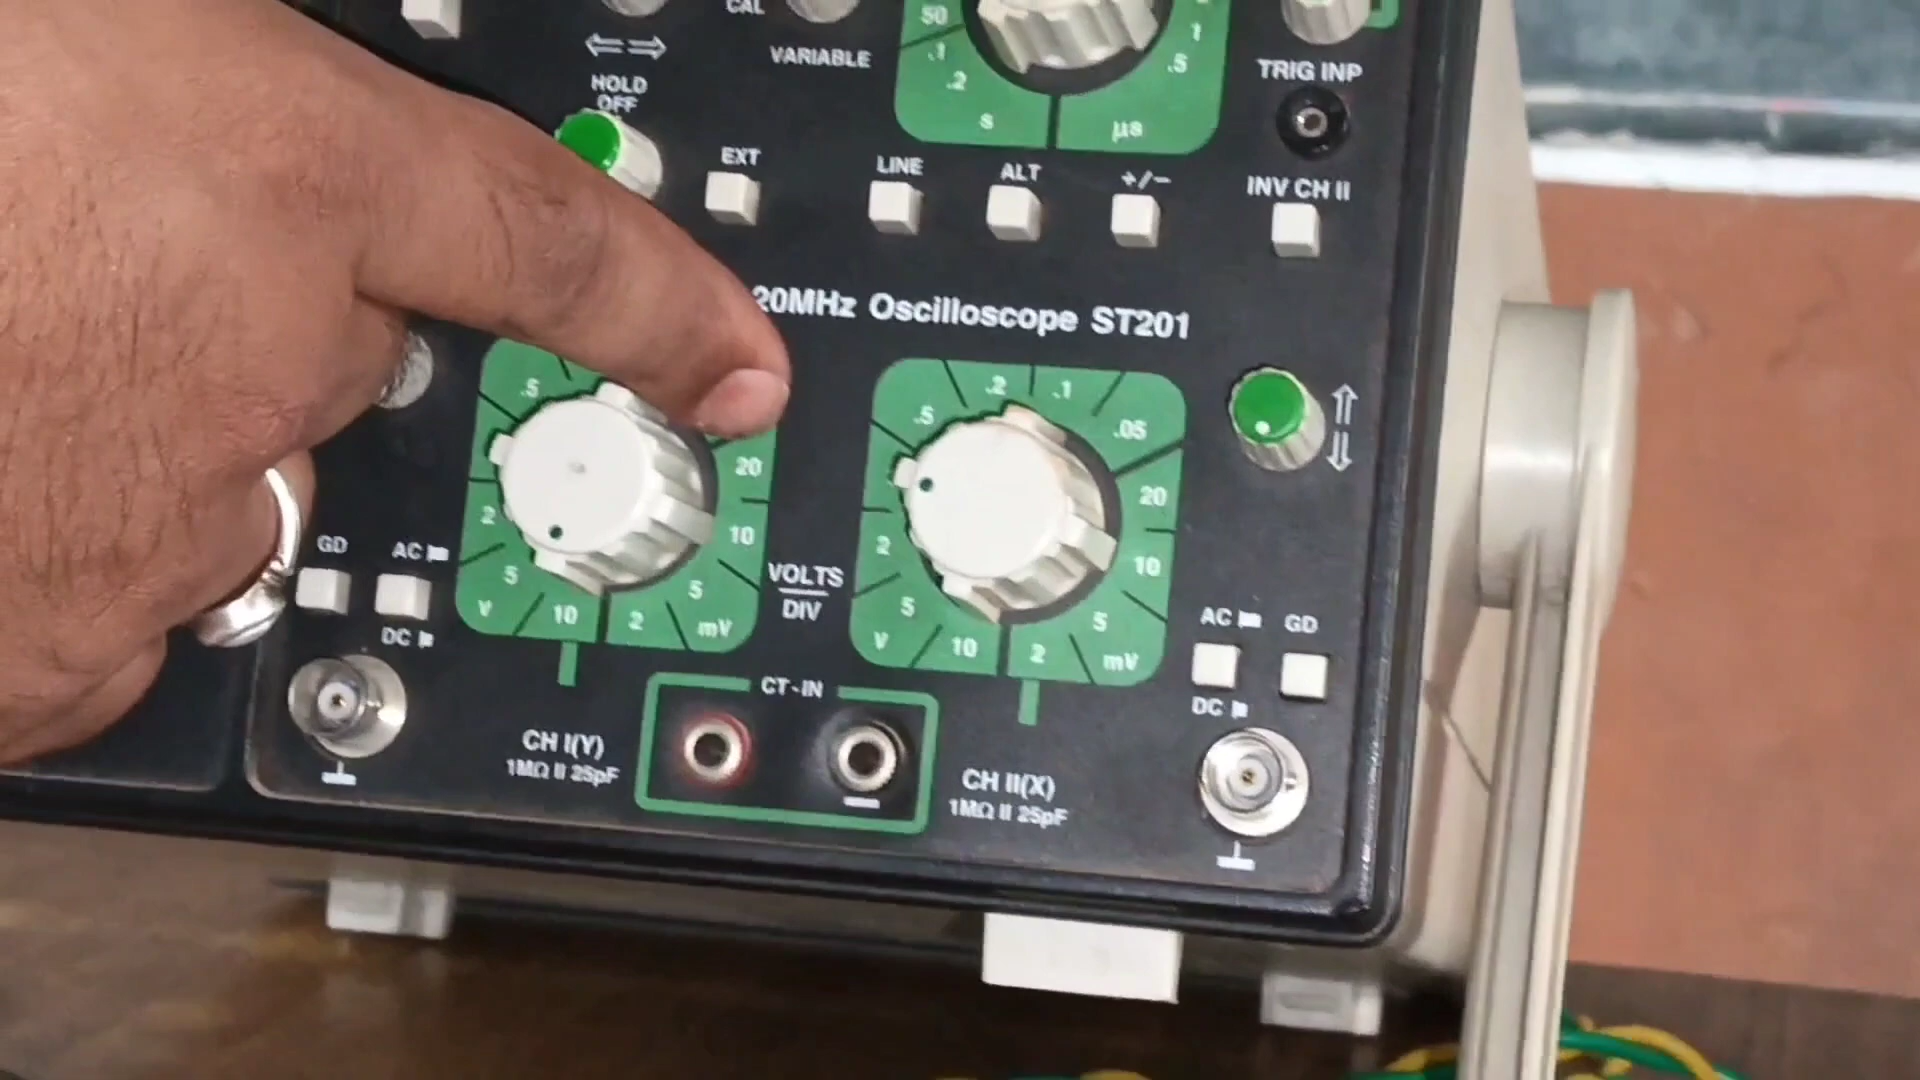 CAL
VARIABLE
HOLD
OFF
50
.1
.2
s
1
.5
µs
TRIG INP
EXT
LINE
ALT
+/−
INV CH II
20MHz Oscilloscope ST201
.5
2
5
V
10
2
mV
5
10
20
VOLTS
DIV
.5
.2
.1
.05
20
10
5
mV
2
10
V
5
2
GD
AC
DC
AC
GD
DC
CT-IN
CH I(Y)
1MΩ II 25pF
CH II(X)
1MΩ II 25pF